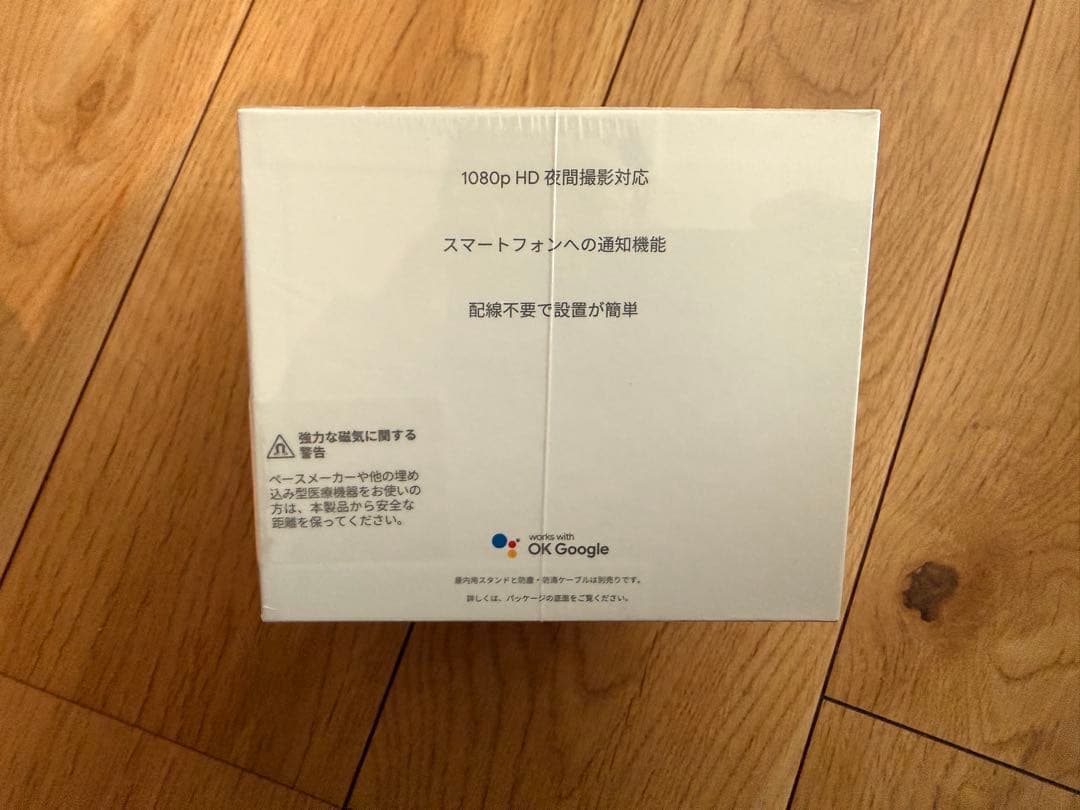 1080p HD 夜間撮影対応
スマートフォンへの通知機能
配線不要で設置が簡単
強力な磁気に関する
警告
ペースメーカーや他の埋め
込み型医療機器をお使いの
方は、本製品から安全な
距離を保ってください。
works with
OK Google
屋内用スタンドと防塵・防滴ケーブルは別売りです。
詳しくは、パッケージの底面をご覧ください。